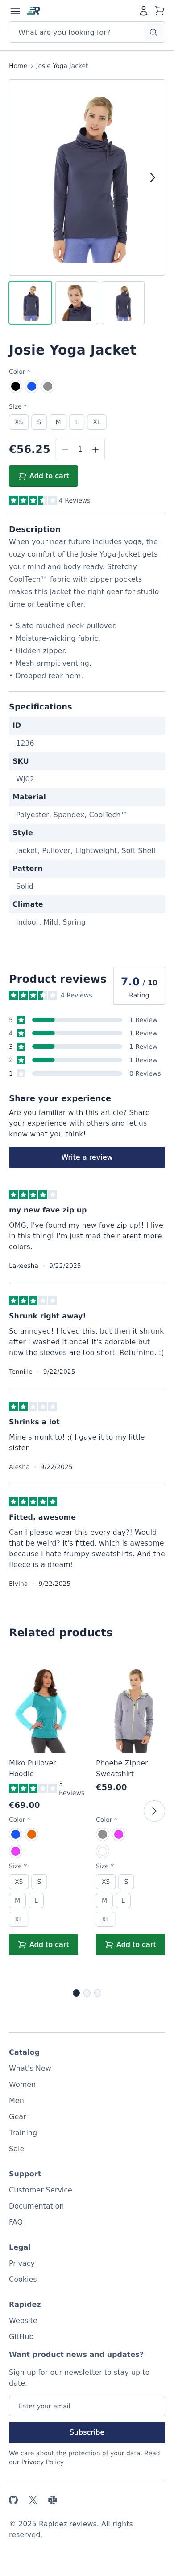 What are you looking for?
Home > Josie Yoga Jacket
Josie Yoga Jacket
Color *
Size *
XS S M L XL
€56.25 − 1 +
Add to cart
4 Reviews
Description
When your near future includes yoga, the
cozy comfort of the Josie Yoga Jacket gets
your mind and body ready. Stretchy
CoolTech™ fabric with zipper pockets
makes this jacket the right gear for studio
time or teatime after.
• Slate rouched neck pullover.
• Moisture-wicking fabric.
• Hidden zipper.
• Mesh armpit venting.
• Dropped rear hem.
Specifications
ID
1236
SKU
WJ02
Material
Polyester, Spandex, CoolTech™
Style
Jacket, Pullover, Lightweight, Soft Shell
Pattern
Solid
Climate
Indoor, Mild, Spring
Product reviews
4 Reviews
7.0 / 10
Rating
5 1 Review
4 1 Review
3 1 Review
2 1 Review
1 0 Reviews
Share your experience
Are you familiar with this article? Share
your experience with others and let us
know what you think!
Write a review
my new fave zip up
OMG, I've found my new fave zip up!! I live
in this thing! I'm just mad their arent more
colors.
Lakeesha · 9/22/2025
Shrunk right away!
So annoyed! I loved this, but then it shrunk
after I washed it once! It's adorable but
now the sleeves are too short. Returning. :(
Tennille · 9/22/2025
Shrinks a lot
Mine shrunk to! :( I gave it to my little
sister.
Alesha · 9/22/2025
Fitted, awesome
Can I please wear this every day?! Would
that be weird? It's fitted, which is awesome
because I hate frumpy sweatshirts. And the
fleece is a dream!
Elvina · 9/22/2025
Related products
Miko Pullover
Hoodie
3
Reviews
€69.00
Color *
Size *
XS S
M L
XL
Add to cart
Phoebe Zipper
Sweatshirt
€59.00
Color *
Size *
XS S
M L
XL
Add to cart
Catalog
What's New
Women
Men
Gear
Training
Sale
Support
Customer Service
Documentation
FAQ
Legal
Privacy
Cookies
Rapidez
Website
GitHub
Want product news and updates?
Sign up for our newsletter to stay up to
date.
Enter your email
Subscribe
We care about the protection of your data. Read
our Privacy Policy
© 2025 Rapidez reviews. All rights
reserved.